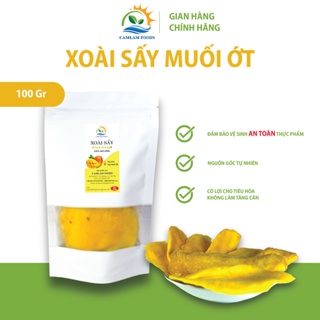 CAMLAM FOODS
GIAN HÀNG
CHÍNH HÃNG
XOÀI SẤY MUỐI ỚT
100 Gr
XOÀI SẤY
ĐẢM BẢO VỆ SINH AN TOÀN THỰC PHẨM
NGUỒN GỐC TỰ NHIÊN
CÓ LỢI CHO TIÊU HÓA
KHÔNG LÀM TĂNG CÂN